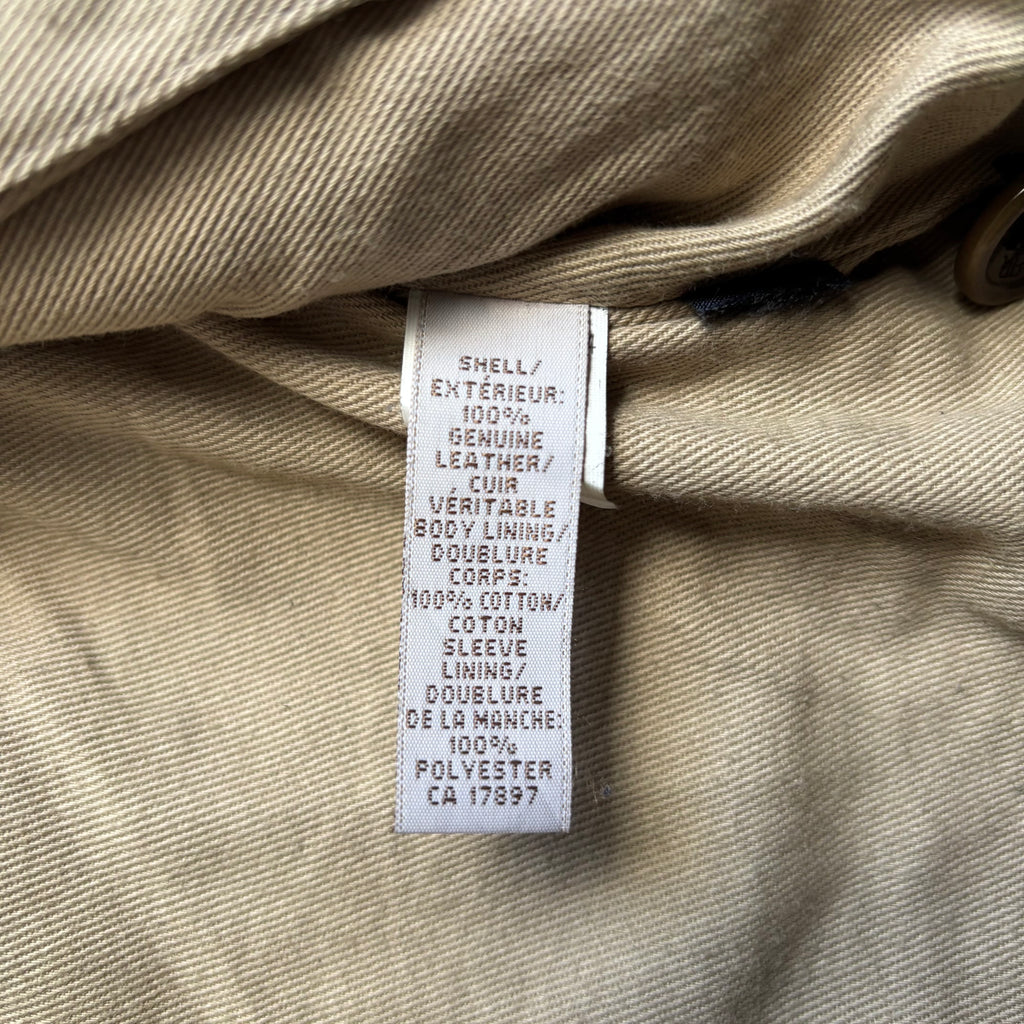 SHELL/
EXTÉRIEUR:
100%
GENUINE
LEATHER/
CUIR
VÉRITABLE
BODY LINING/
DOUBLURE
CORPS:
100% COTTON/
COTON
SLEEVE
LINING/
DOUBLURE
DE LA MANCHE:
100%
POLYESTER
CA 17897